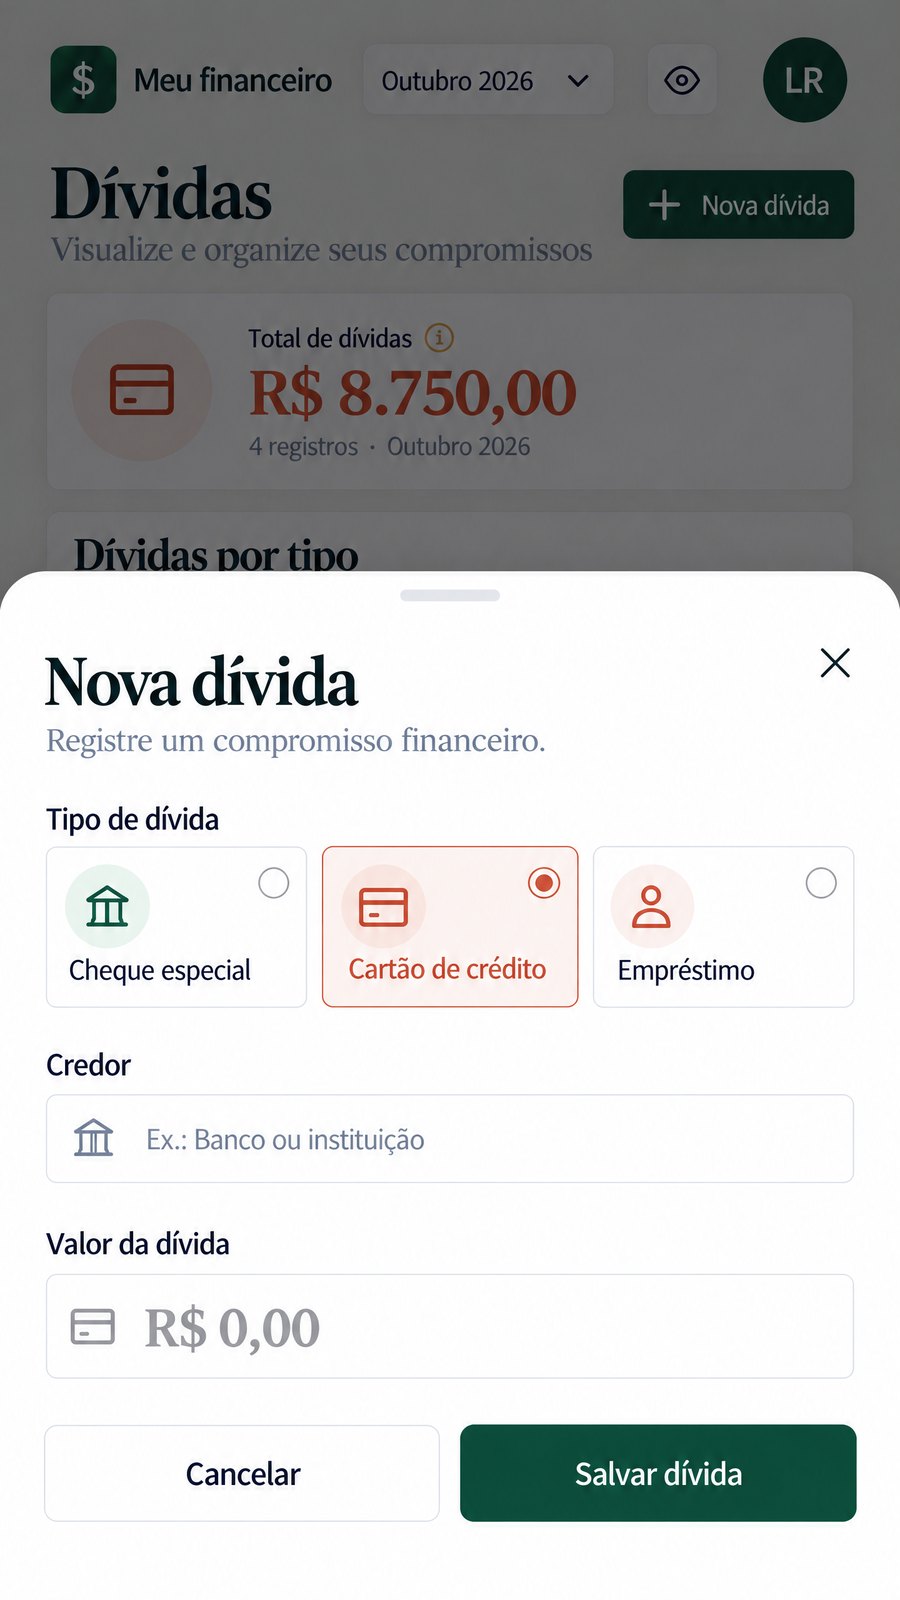 $ Meu financeiro
Outubro 2026
LR
Dívidas
Nova dívida
Visualize e organize seus compromissos
Total de dívidas i
R$ 8.750,00
4 registros · Outubro 2026
Dívidas por tipo
Nova dívida
Registre um compromisso financeiro.
Tipo de dívida
Cheque especial
Cartão de crédito
Empréstimo
Credor
Ex.: Banco ou instituição
Valor da dívida
R$ 0,00
Cancelar
Salvar dívida